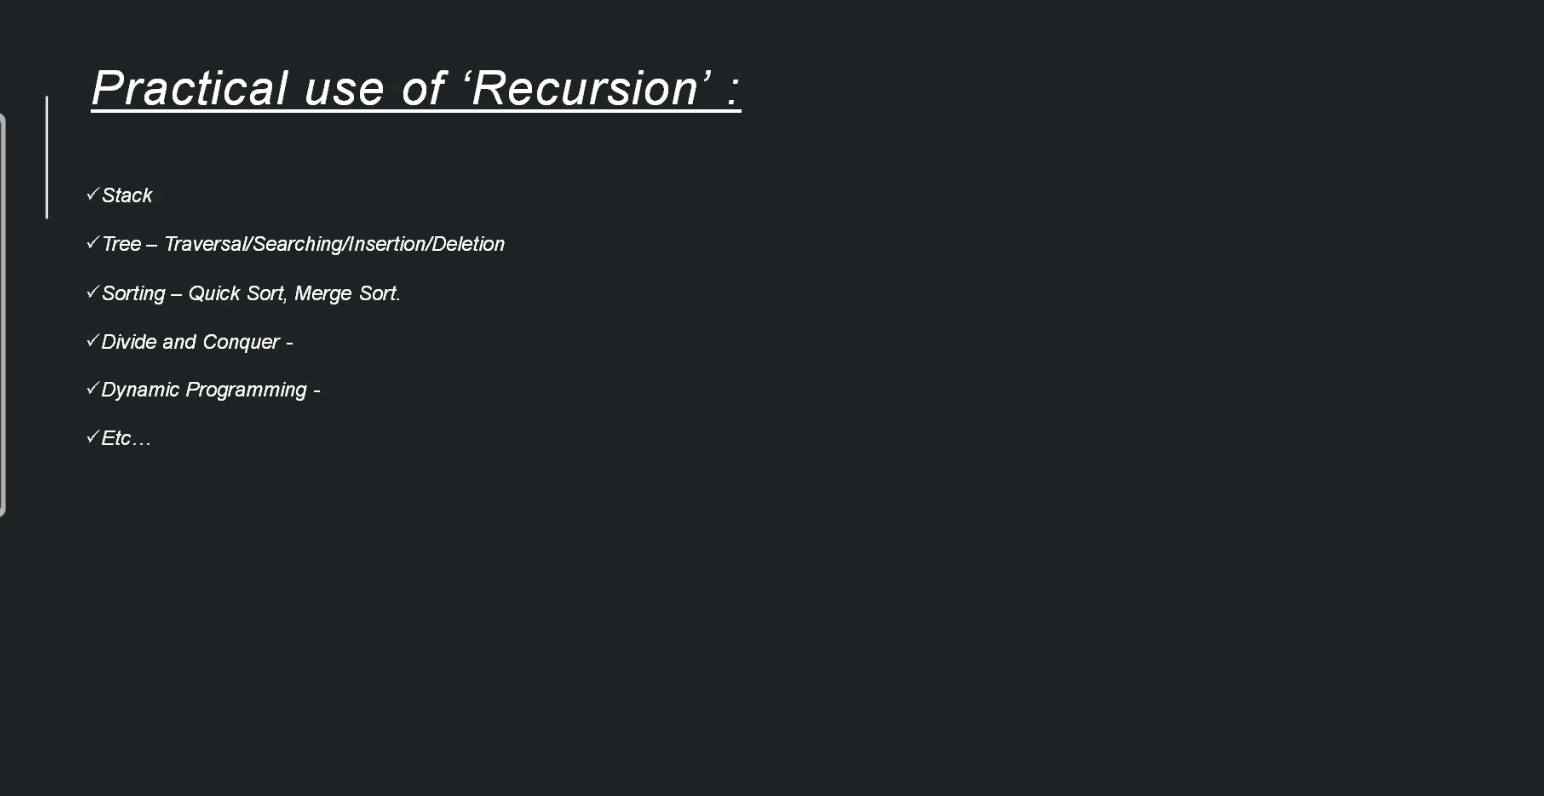 Practical use of ‘Recursion’ :
✓Stack
✓Tree – Traversal/Searching/Insertion/Deletion
✓Sorting – Quick Sort, Merge Sort.
✓Divide and Conquer -
✓Dynamic Programming -
✓Etc…